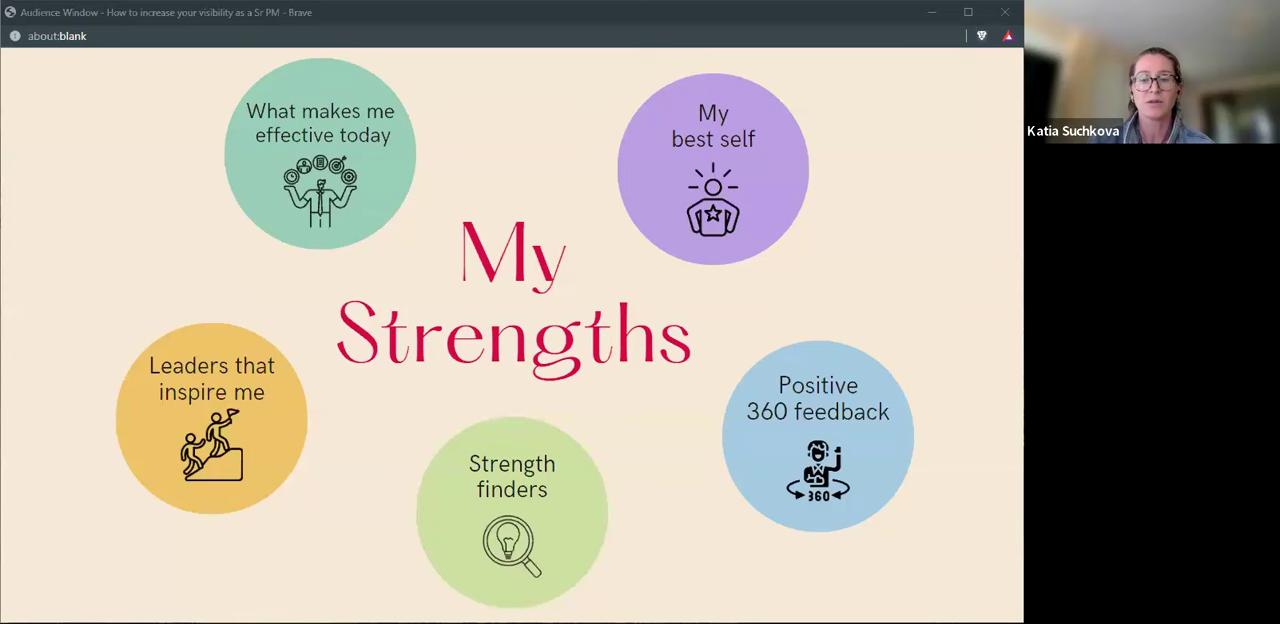 Audience Window - How to increase your visibility as a Sr PM - Brave
about:blank
What makes me
effective today
My
best self
My
Strengths
Leaders that
inspire me
Strength
finders
Positive
360 feedback
360
Katia Suchkova